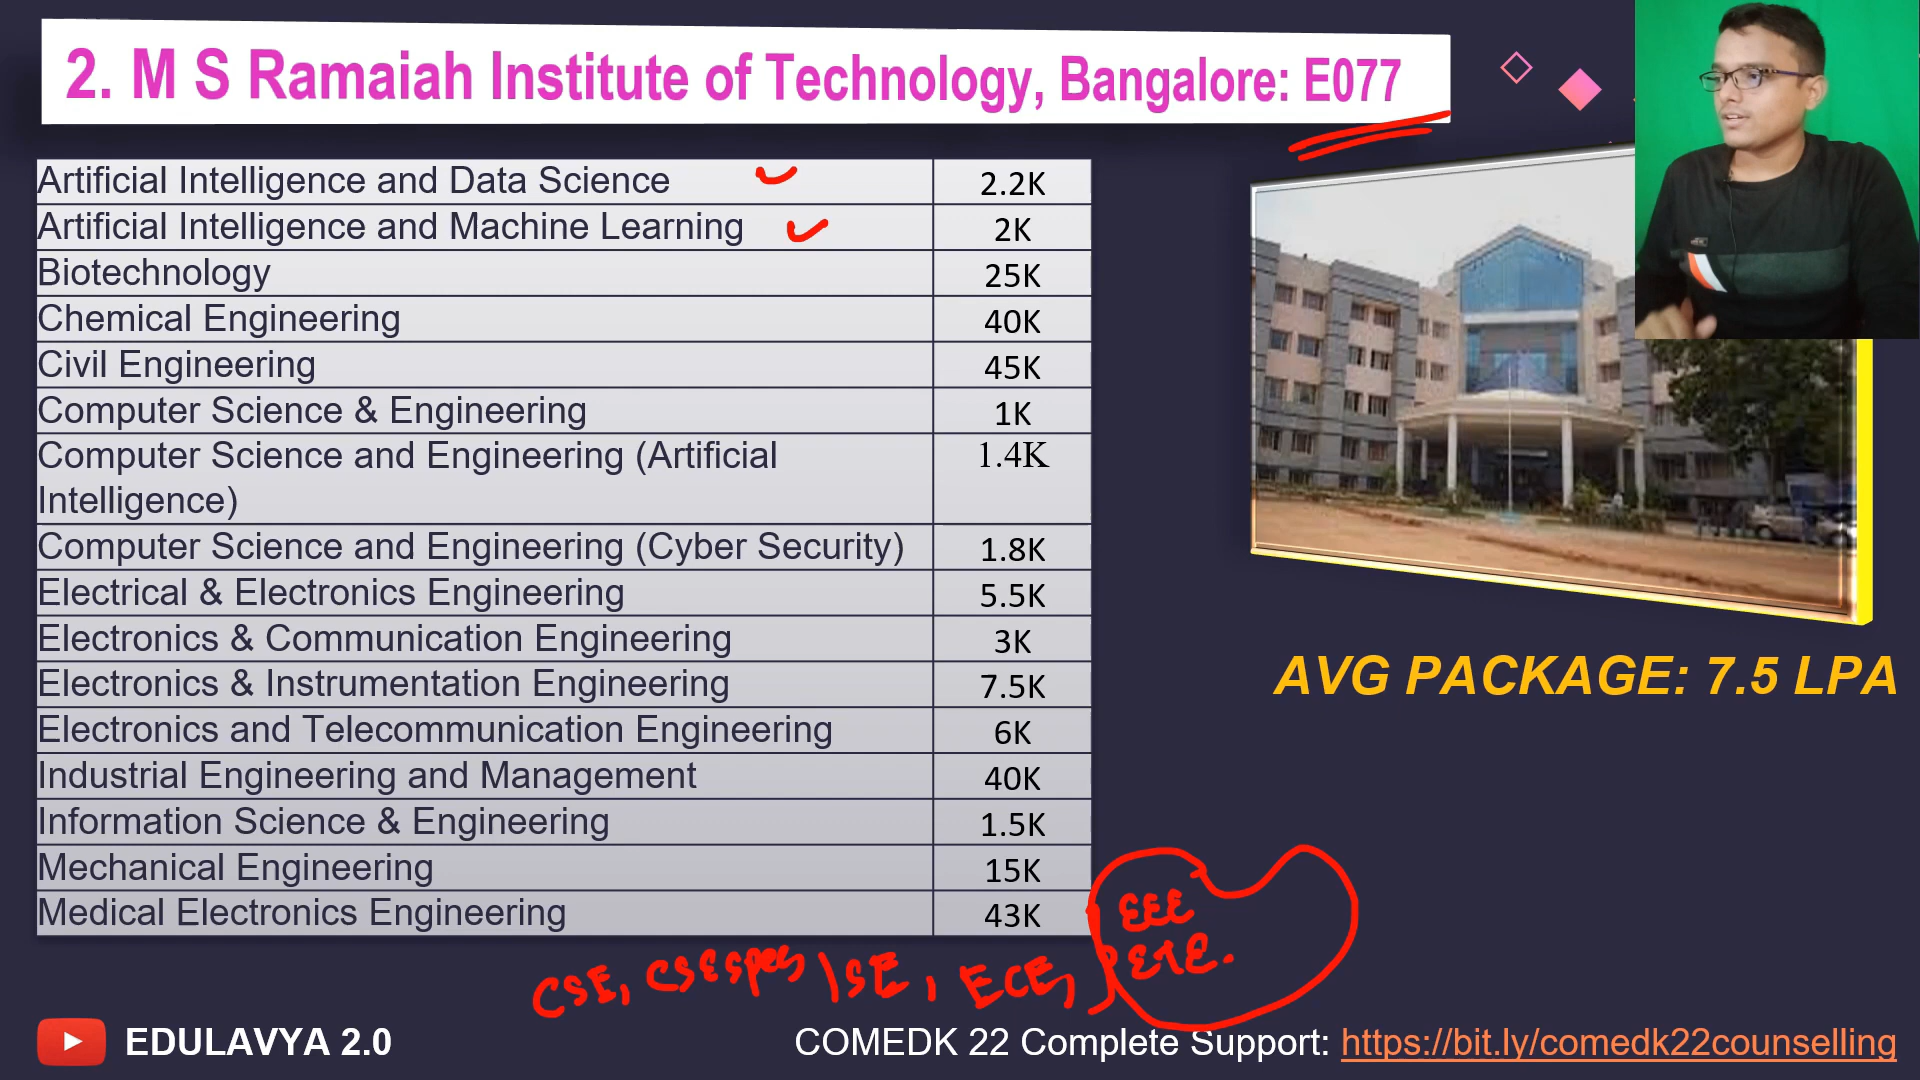 2. M S Ramaiah Institute of Technology, Bangalore: E077
Artificial Intelligence and Data Science 2.2K
Artificial Intelligence and Machine Learning 2K
Biotechnology 25K
Chemical Engineering 40K
Civil Engineering 45K
Computer Science & Engineering 1K
Computer Science and Engineering (Artificial 1.4K
Intelligence)
Computer Science and Engineering (Cyber Security) 1.8K
Electrical & Electronics Engineering 5.5K
Electronics & Communication Engineering 3K
Electronics & Instrumentation Engineering 7.5K
Electronics and Telecommunication Engineering 6K
Industrial Engineering and Management 40K
Information Science & Engineering 1.5K
Mechanical Engineering 15K
Medical Electronics Engineering 43K
AVG PACKAGE: 7.5 LPA
EEE
ETE.
CSE, CSE ISE, ECE,
EDULAVYA 2.0
COMEDK 22 Complete Support: https://bit.ly/comedk22counselling